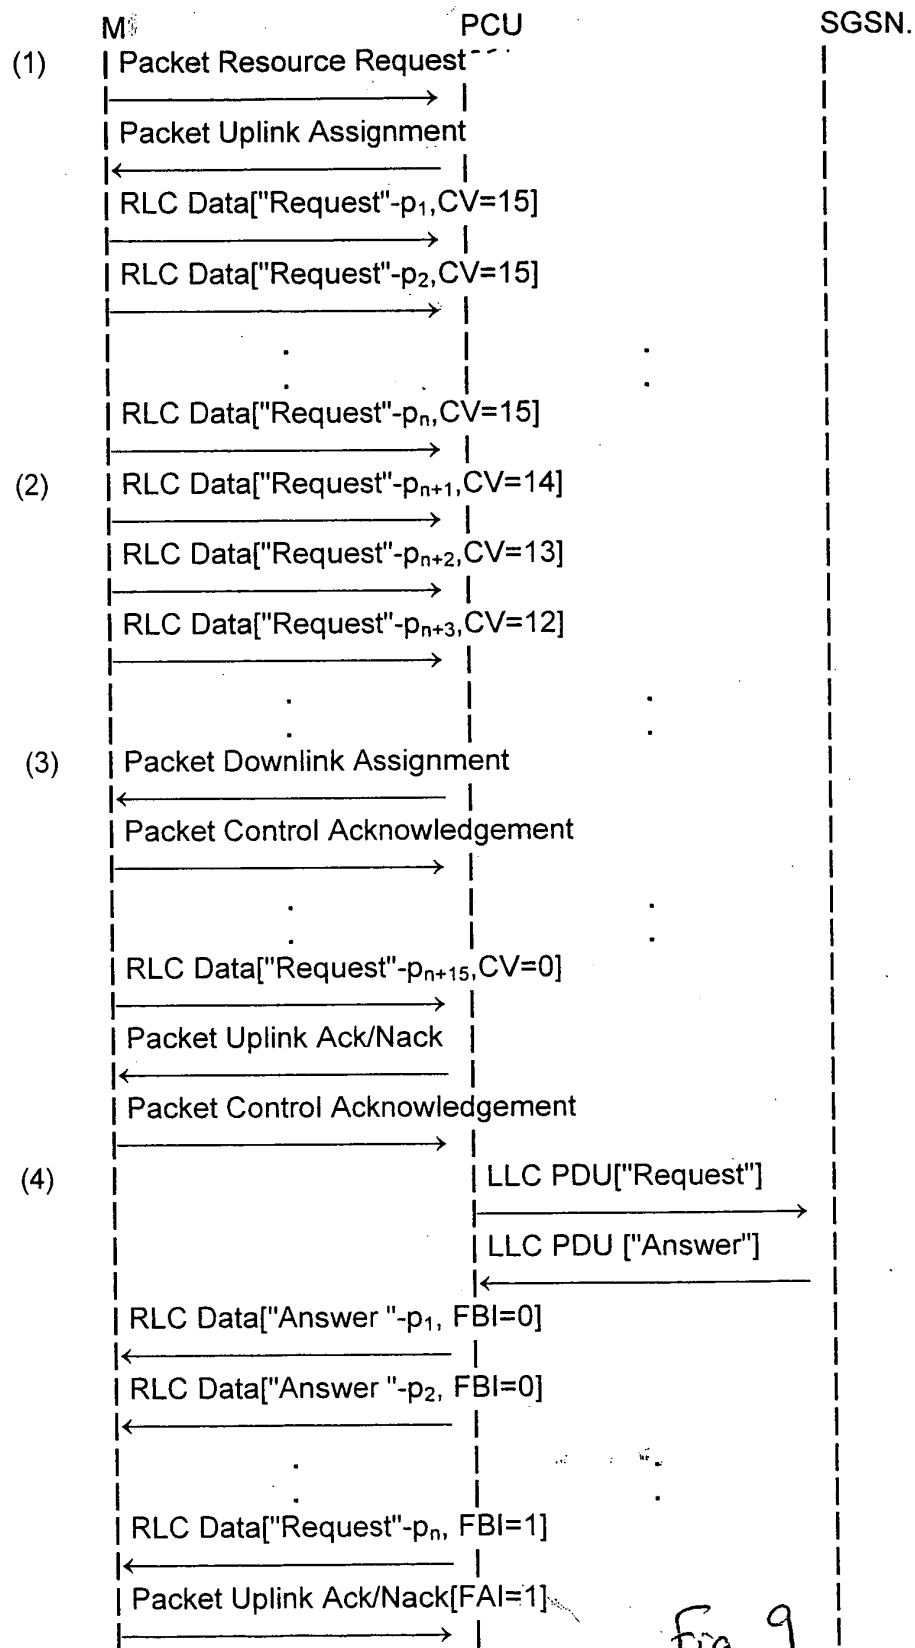 M PCU SGSN.
(1) Packet Resource Request
Packet Uplink Assignment
RLC Data["Request"-p₁,CV=15]
RLC Data["Request"-p₂,CV=15]
RLC Data["Request"-pₙ,CV=15]
(2) RLC Data["Request"-pₙ₊₁,CV=14]
RLC Data["Request"-pₙ₊₂,CV=13]
RLC Data["Request"-pₙ₊₃,CV=12]
(3) Packet Downlink Assignment
Packet Control Acknowledgement
RLC Data["Request"-pₙ₊₁₅,CV=0]
Packet Uplink Ack/Nack
Packet Control Acknowledgement
(4) LLC PDU["Request"]
LLC PDU ["Answer"]
RLC Data["Answer "-p₁, FBI=0]
RLC Data["Answer "-p₂, FBI=0]
RLC Data["Request"-pₙ, FBI=1]
Packet Uplink Ack/Nack[FAI=1]
Fig 9